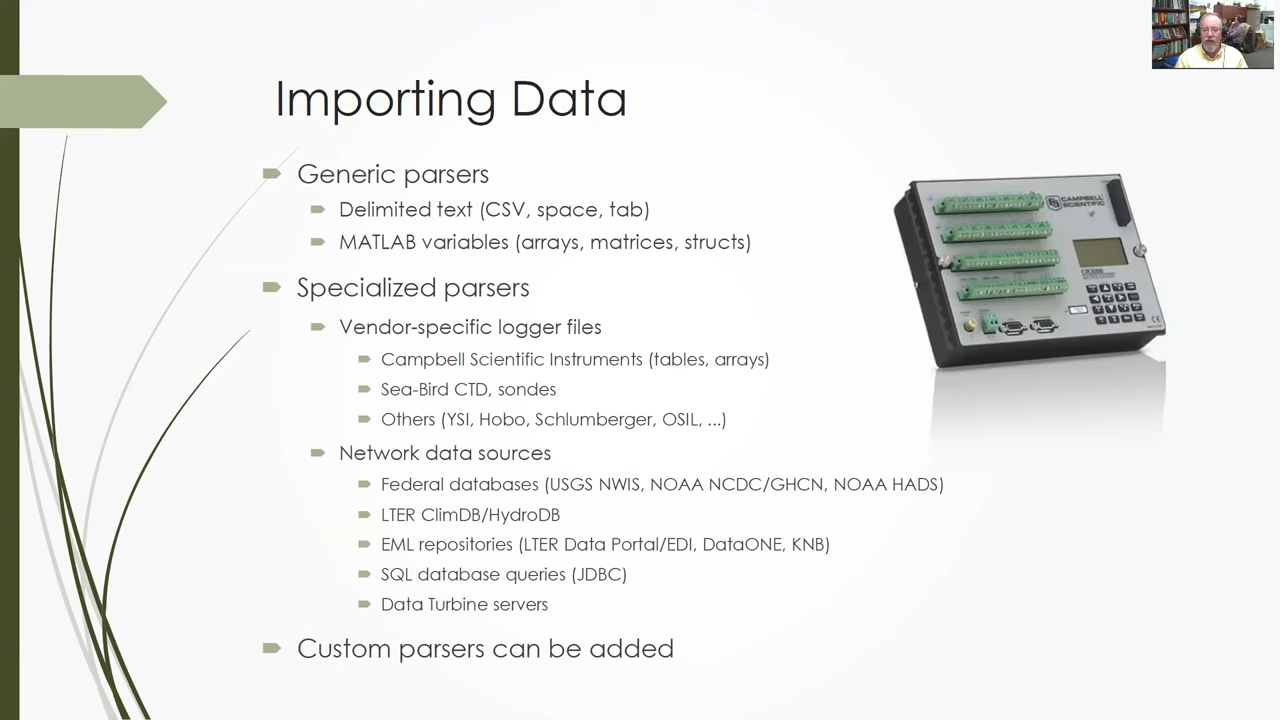 Importing Data
Generic parsers
Delimited text (CSV, space, tab)
MATLAB variables (arrays, matrices, structs)
Specialized parsers
Vendor-specific logger files
Campbell Scientific Instruments (tables, arrays)
Sea-Bird CTD, sondes
Others (YSI, Hobo, Schlumberger, OSIL, ...)
Network data sources
Federal databases (USGS NWIS, NOAA NCDC/GHCN, NOAA HADS)
LTER ClimDB/HydroDB
EML repositories (LTER Data Portal/EDI, DataONE, KNB)
SQL database queries (JDBC)
Data Turbine servers
Custom parsers can be added
CAMPBELL
SCIENTIFIC